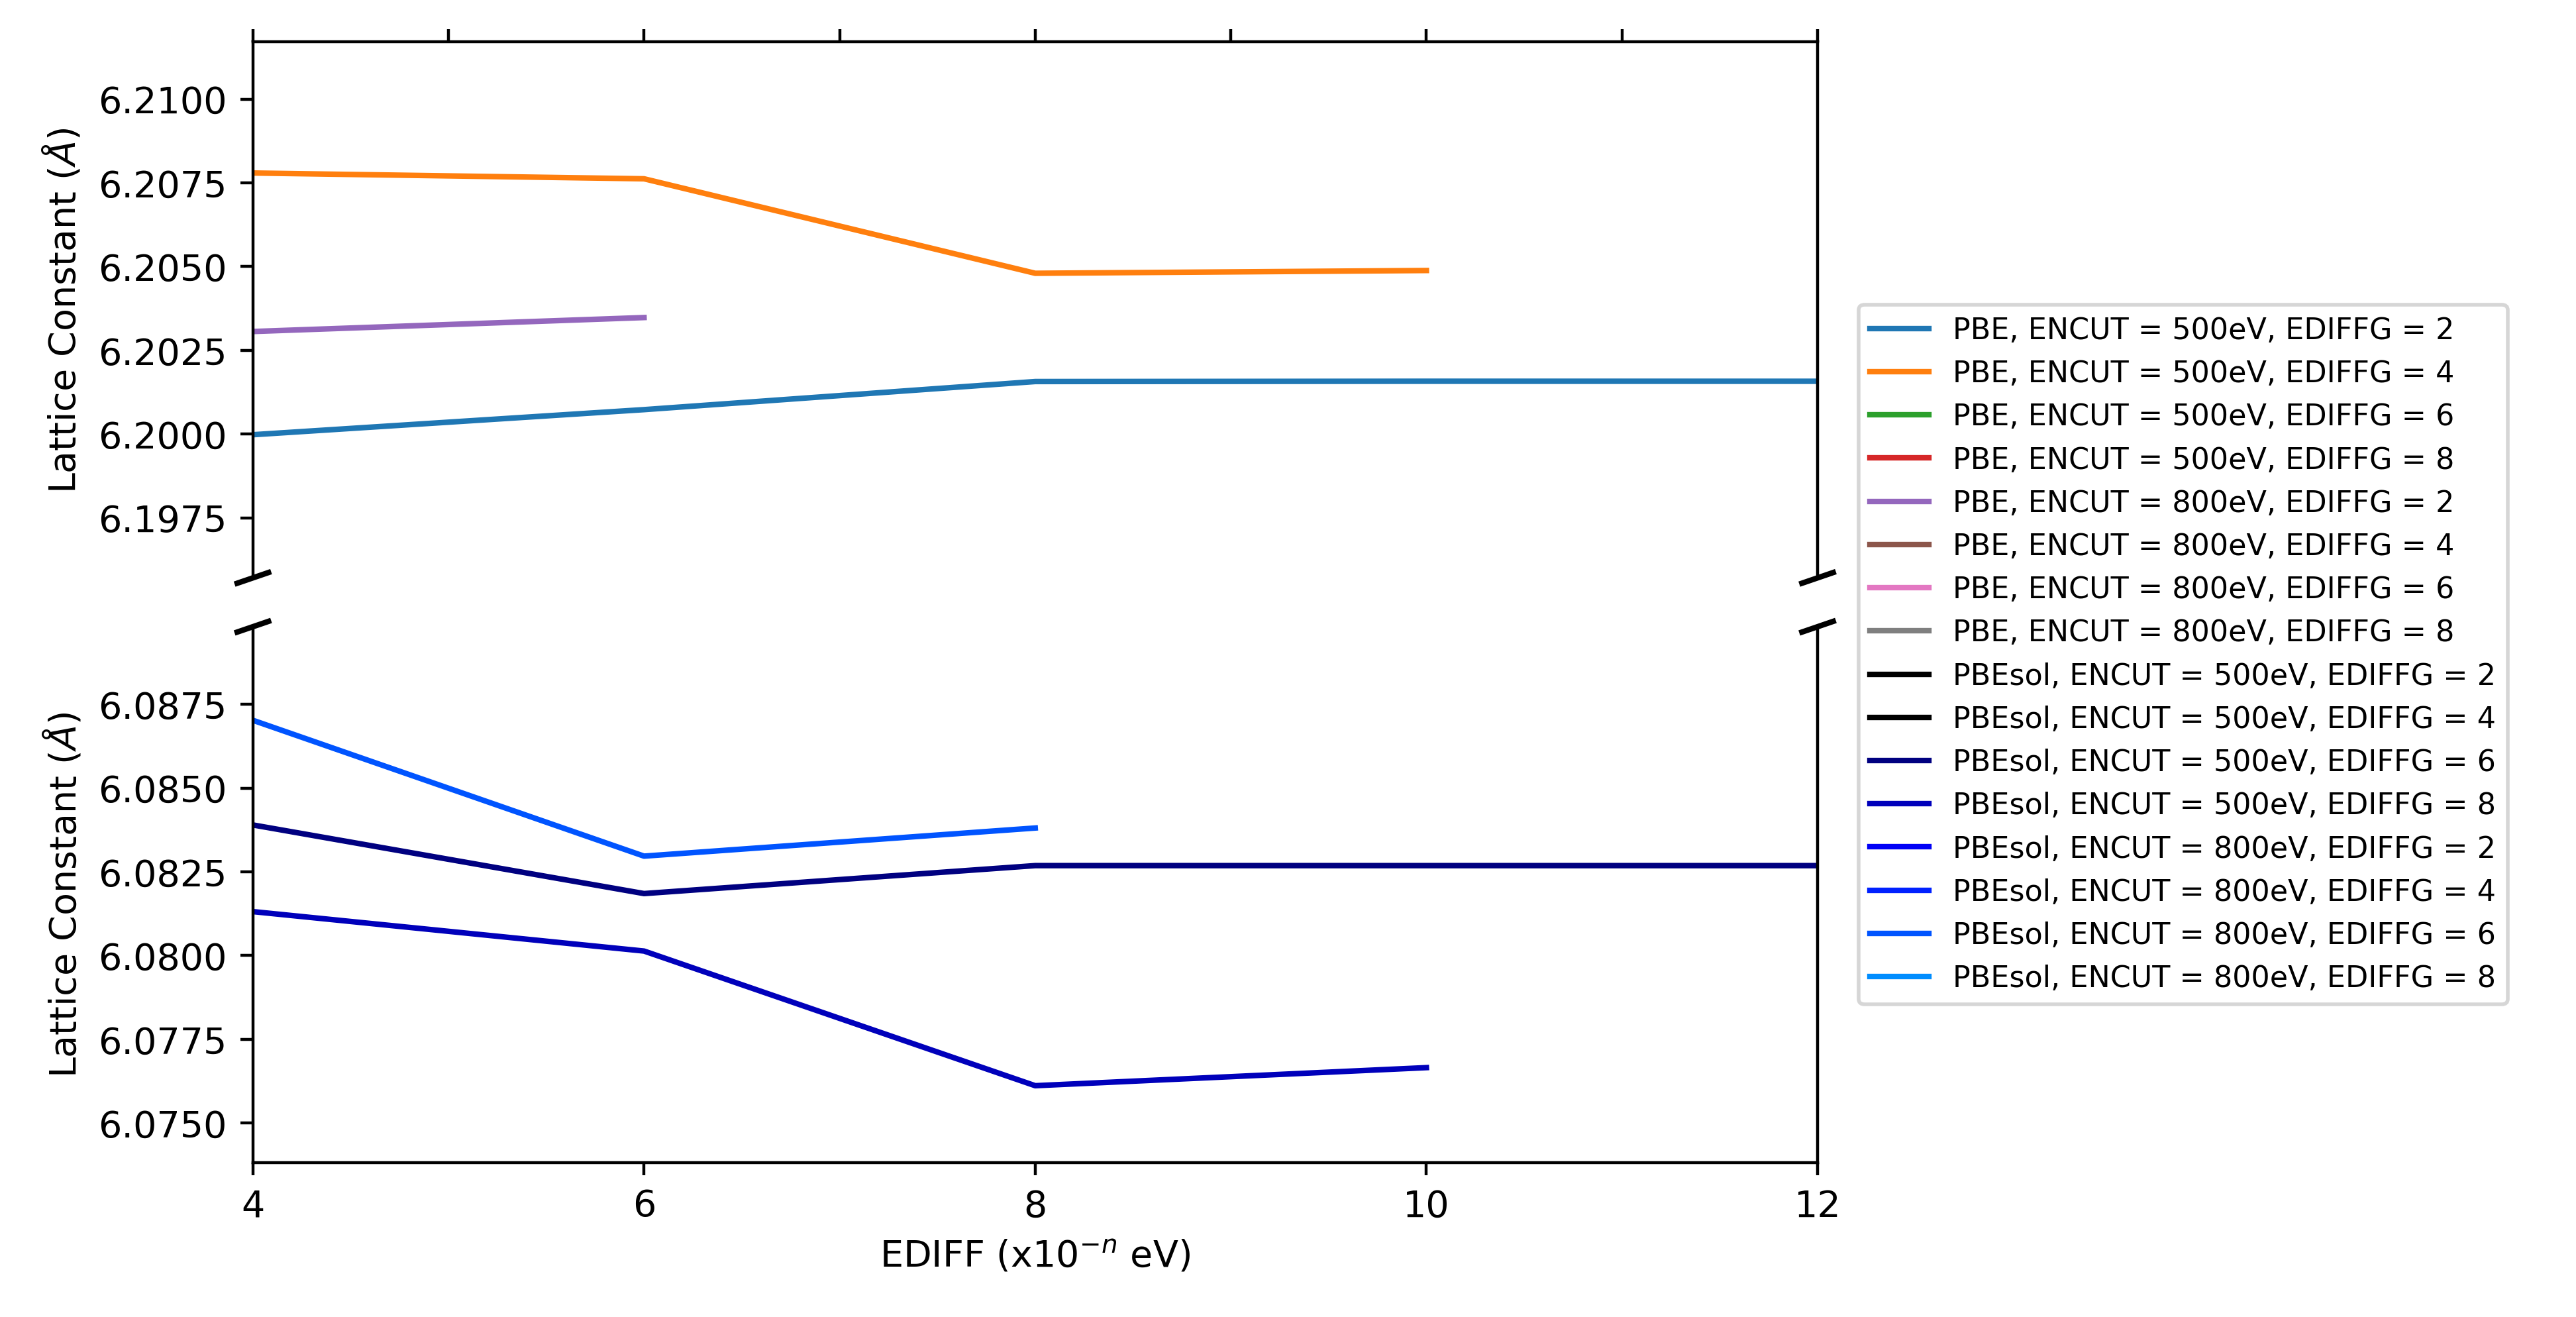 6.2100
6.2075
6.2050
6.2025
6.2000
6.1975
Lattice Constant (Å)
6.0875
6.0850
6.0825
6.0800
6.0775
6.0750
Lattice Constant (Å)
4 6 8 10 12
EDIFF (x10⁻ⁿ eV)
PBE, ENCUT = 500eV, EDIFFG = 2
PBE, ENCUT = 500eV, EDIFFG = 4
PBE, ENCUT = 500eV, EDIFFG = 6
PBE, ENCUT = 500eV, EDIFFG = 8
PBE, ENCUT = 800eV, EDIFFG = 2
PBE, ENCUT = 800eV, EDIFFG = 4
PBE, ENCUT = 800eV, EDIFFG = 6
PBE, ENCUT = 800eV, EDIFFG = 8
PBEsol, ENCUT = 500eV, EDIFFG = 2
PBEsol, ENCUT = 500eV, EDIFFG = 4
PBEsol, ENCUT = 500eV, EDIFFG = 6
PBEsol, ENCUT = 500eV, EDIFFG = 8
PBEsol, ENCUT = 800eV, EDIFFG = 2
PBEsol, ENCUT = 800eV, EDIFFG = 4
PBEsol, ENCUT = 800eV, EDIFFG = 6
PBEsol, ENCUT = 800eV, EDIFFG = 8